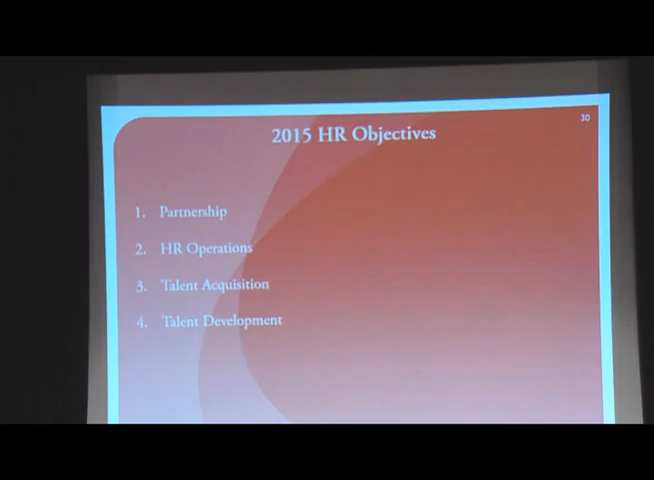 30
2015 HR Objectives
1. Partnership
2. HR Operations
3. Talent Acquisition
4. Talent Development